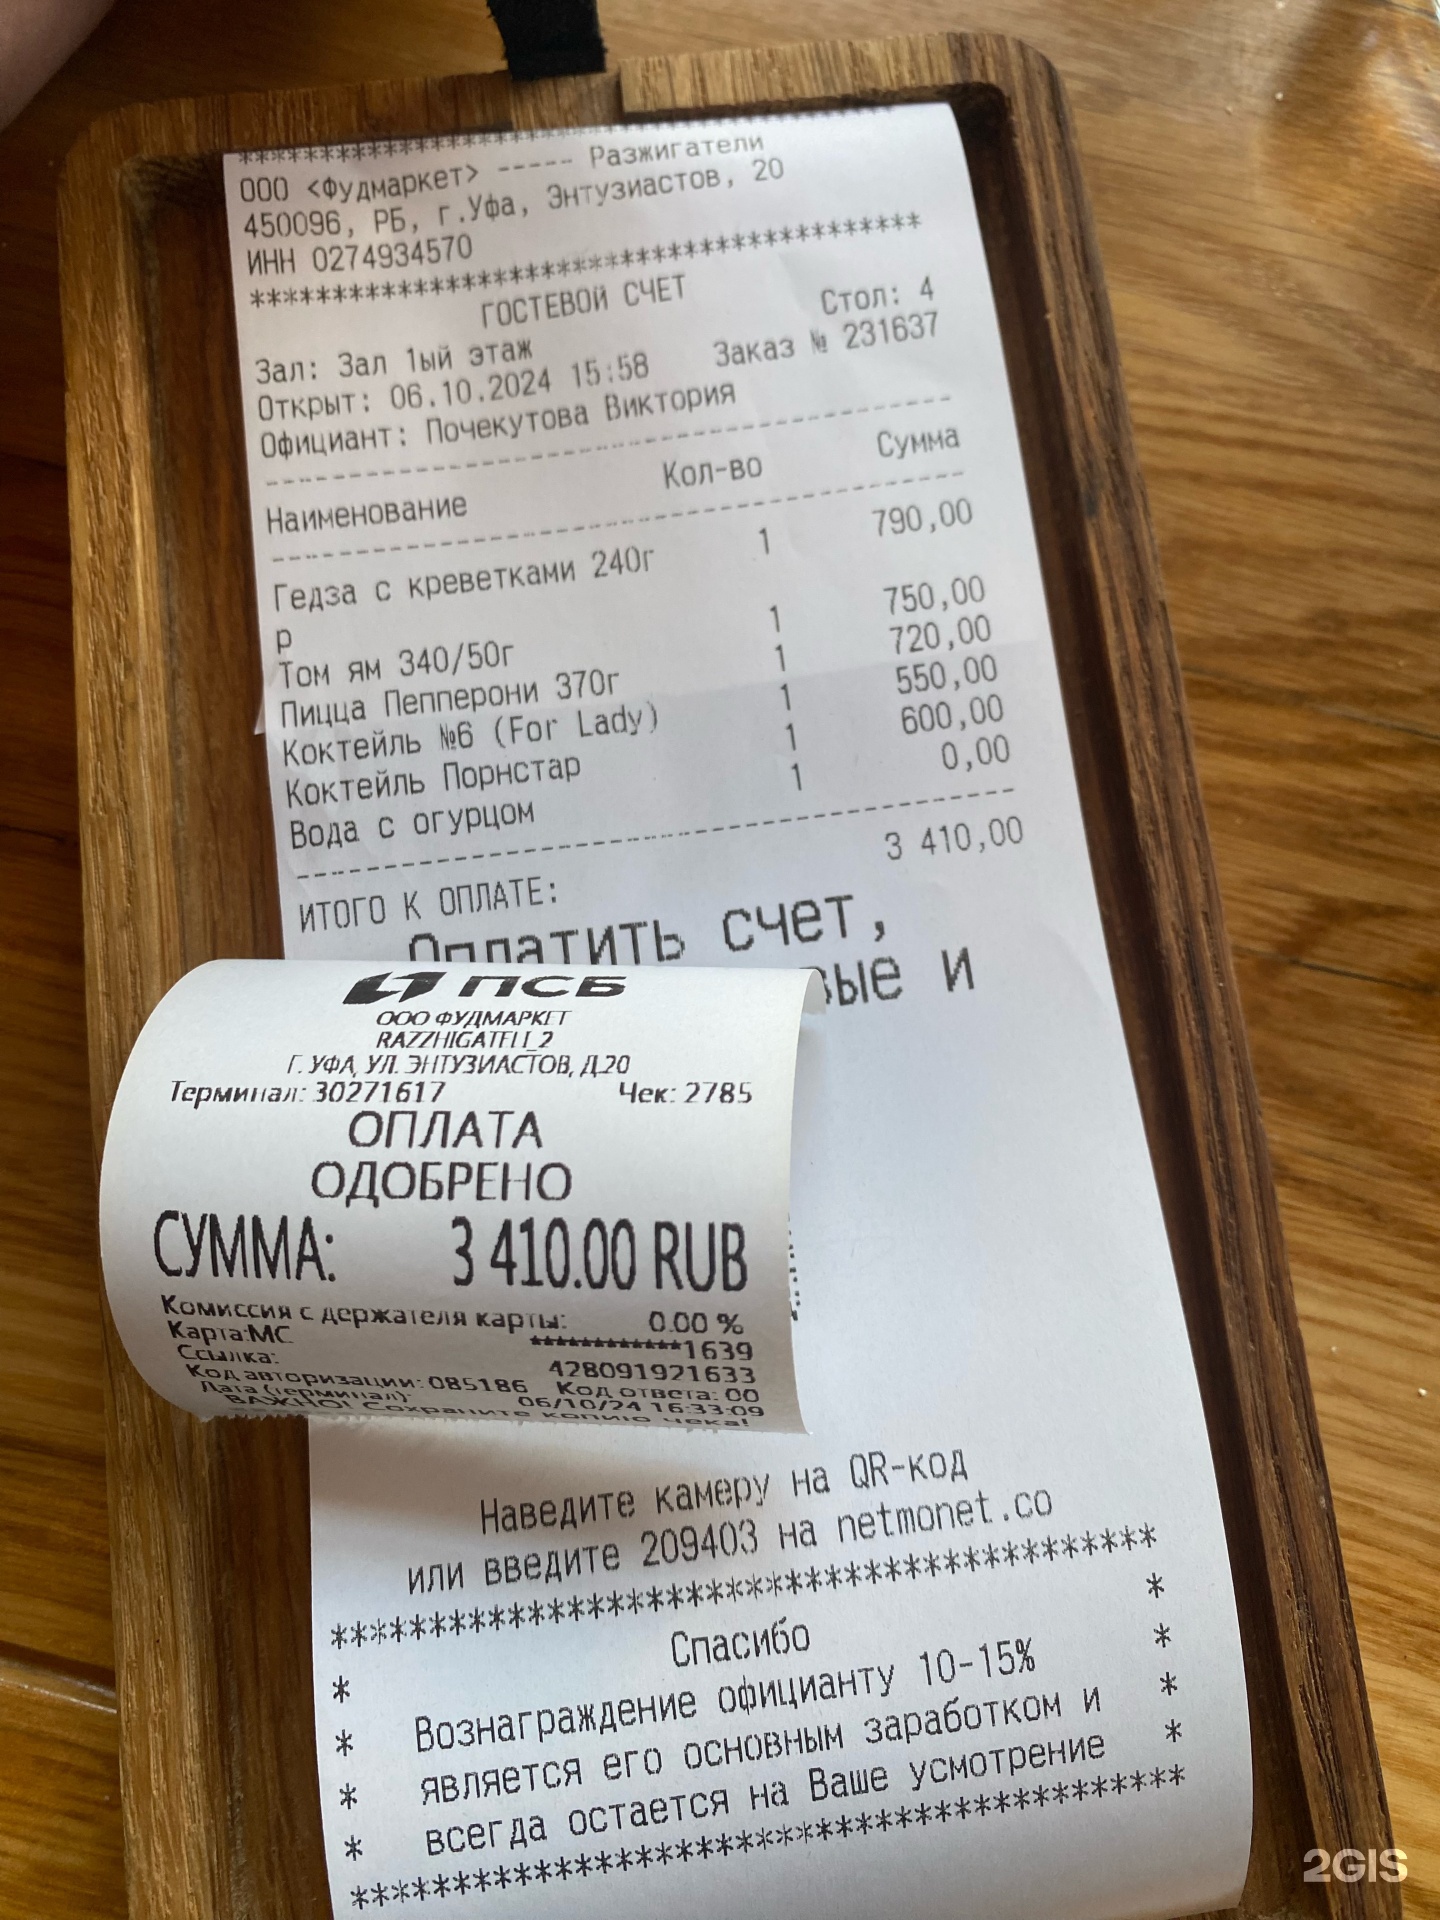 ****************************************
ООО <Фудмаркет> ----- Разжигатели
450096, РБ, г.Уфа, Энтузиастов, 20
ИНН 0274934570
****************************************
ГОСТЕВОЙ СЧЕТ
Стол: 4
Зал: Зал 1ый этаж
Открыт: 06.10.2024 15:58 Заказ № 231637
Официант: Почекутова Виктория
Наименование Кол-во Сумма
Гедза с креветками 240г 1 790,00
р
Том ям 340/50г 1 750,00
Пицца Пепперони 370г 1 720,00
Коктейль №6 (For Lady) 1 550,00
Коктейль Порнстар 1 600,00
Вода с огурцом 1 0,00
ИТОГО К ОПЛАТЕ: 3 410,00
Оплатить счет,
и
ПСБ
ООО ФУДМАРКЕТ
RAZZHIGATELI_2
Г. УФА, УЛ. ЭНТУЗИАСТОВ, Д.20
Терминал: 30271617 Чек: 2785
ОПЛАТА
ОДОБРЕНО
СУММА: 3 410.00 RUB
Комиссия с держателя карты: 0.00 %
Карта:МС ************1639
Ссылка: 428091921633
Код авторизации: 085186 Код ответа: 00
Дата (терминал): 06/10/24 16:33:09
ВАЖНО! Сохраните копию чека!
Наведите камеру на QR-код
или введите 209403 на netmonet.co
****************************************
* Спасибо *
* Вознаграждение официанту 10-15% *
* является его основным заработком и *
* всегда остается на Ваше усмотрение *
****************************************
2GIS